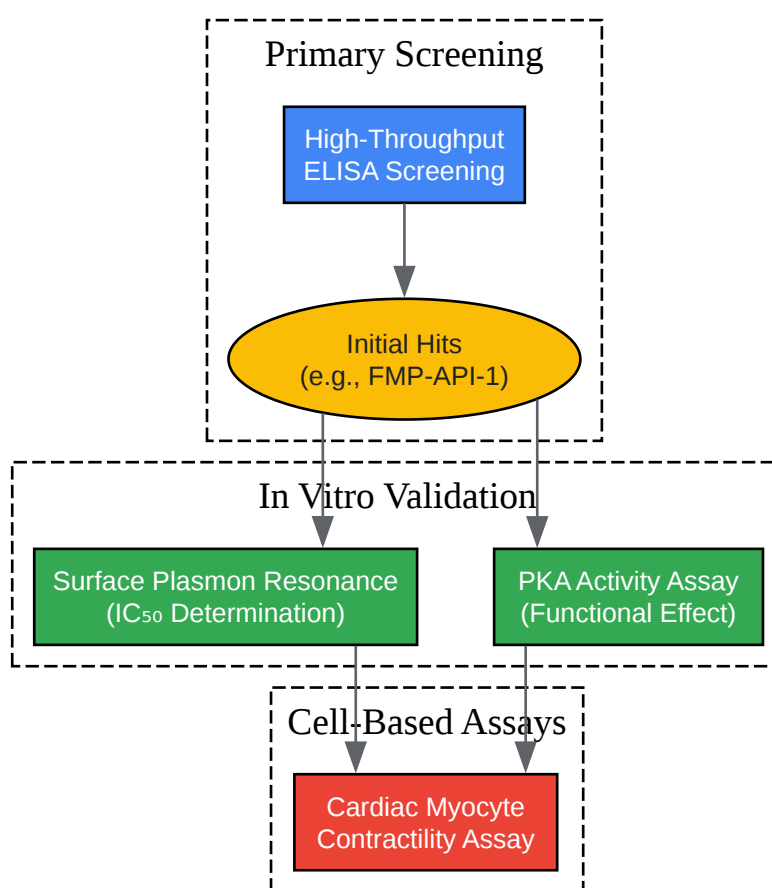 Primary Screening
High-Throughput
ELISA Screening
Initial Hits
(e.g., FMP-API-1)
In Vitro Validation
Surface Plasmon Resonance
(IC₅₀ Determination)
PKA Activity Assay
(Functional Effect)
Cell-Based Assays
Cardiac Myocyte
Contractility Assay